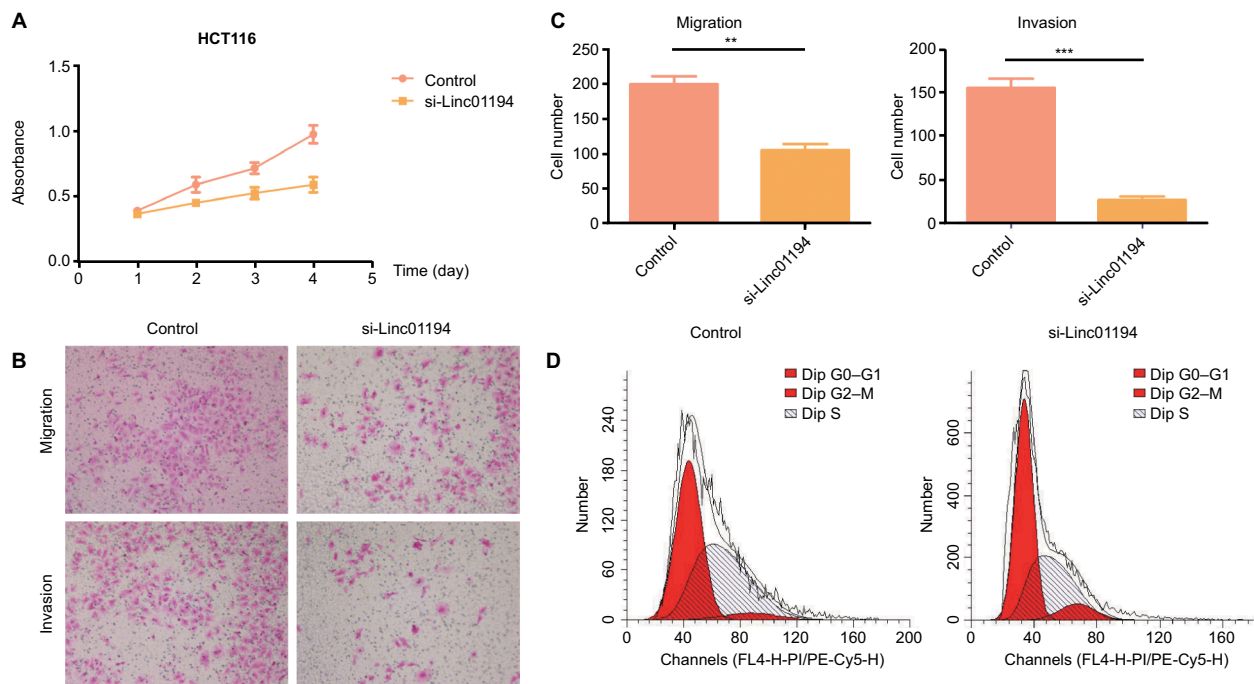 A
HCT116
1.5
1.0
0.5
0.0
Absorbance
0 1 2 3 4 5
Time (day)
Control
si-Linc01194
B
Control si-Linc01194
Migration
Invasion
C
Migration
**
250
200
150
100
50
0
Cell number
Control
si-Linc01194
Invasion
***
200
150
100
50
0
Cell number
Control
si-Linc01194
D
Control
Dip G0–G1
Dip G2–M
Dip S
240
180
120
60
0
Number
0 40 80 120 160 200
Channels (FL4-H-PI/PE-Cy5-H)
si-Linc01194
Dip G0–G1
Dip G2–M
Dip S
600
400
200
0
Number
0 40 80 120 160
Channels (FL4-H-PI/PE-Cy5-H)